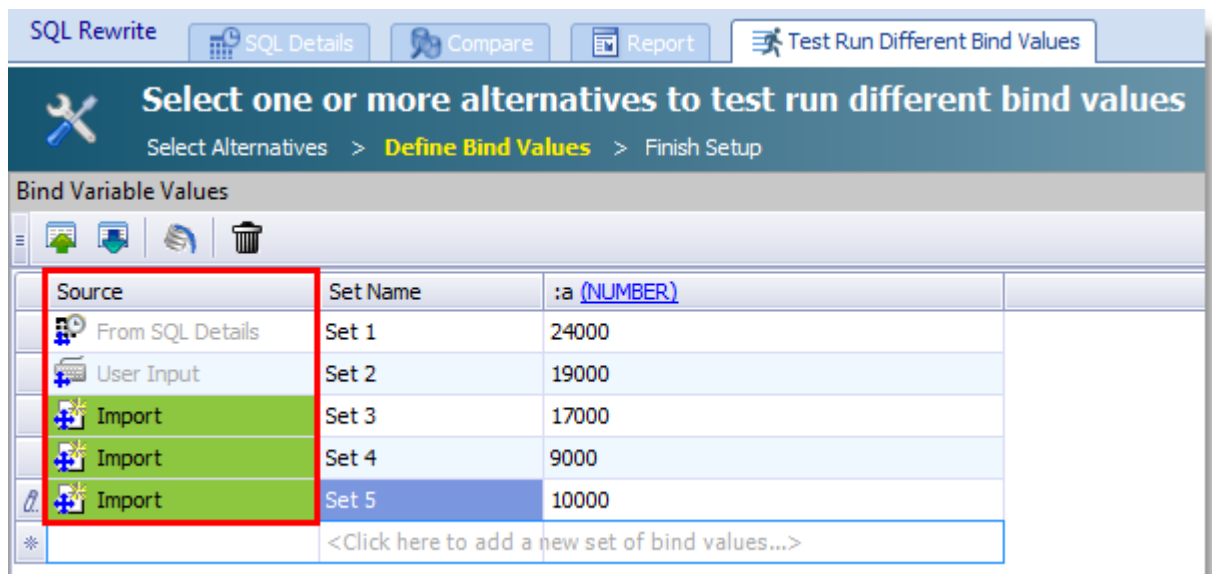 SQL Rewrite SQL Details Compare Report Test Run Different Bind Values
Select one or more alternatives to test run different bind values
Select Alternatives > Define Bind Values > Finish Setup
Bind Variable Values
Source Set Name :a (NUMBER)
From SQL Details Set 1 24000
User Input Set 2 19000
Import Set 3 17000
Import Set 4 9000
Import Set 5 10000
<Click here to add a new set of bind values...>